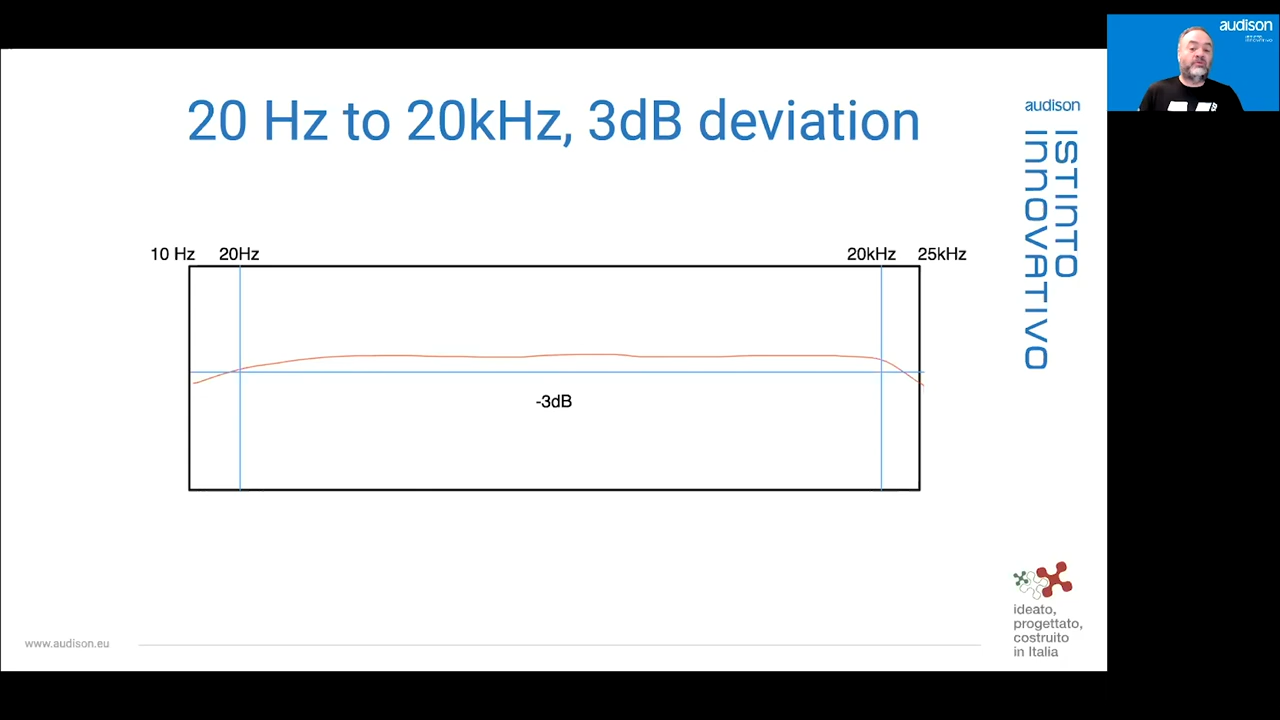 20 Hz to 20kHz, 3dB deviation
10 Hz
20Hz
20kHz
25kHz
-3dB
audison
ISTINTO
INNOVATIVO
ideato,
progettato,
costruito
in Italia
www.audison.eu
audison